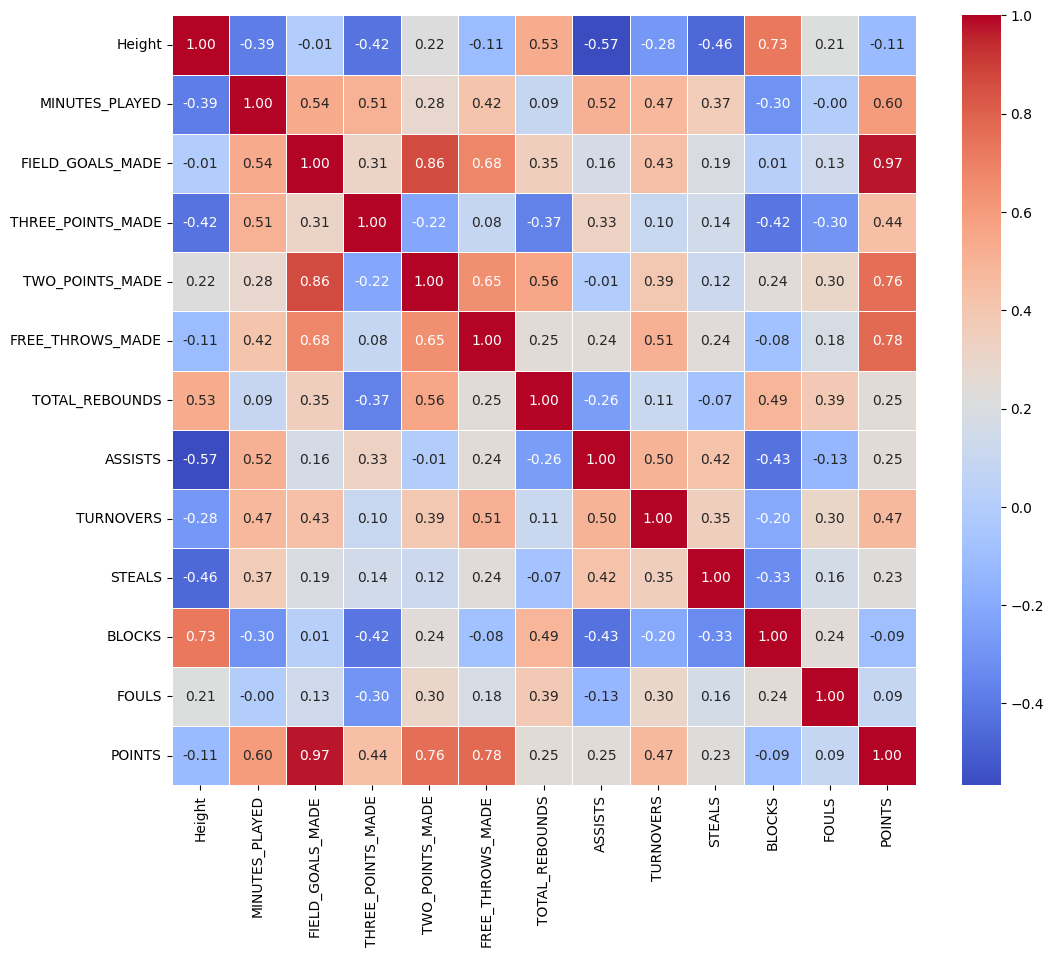 Height 1.00 -0.39 -0.01 -0.42 0.22 -0.11 0.53 -0.57 -0.28 -0.46 0.73 0.21 -0.11
MINUTES_PLAYED -0.39 1.00 0.54 0.51 0.28 0.42 0.09 0.52 0.47 0.37 -0.30 -0.00 0.60
FIELD_GOALS_MADE -0.01 0.54 1.00 0.31 0.86 0.68 0.35 0.16 0.43 0.19 0.01 0.13 0.97
THREE_POINTS_MADE -0.42 0.51 0.31 1.00 -0.22 0.08 -0.37 0.33 0.10 0.14 -0.42 -0.30 0.44
TWO_POINTS_MADE 0.22 0.28 0.86 -0.22 1.00 0.65 0.56 -0.01 0.39 0.12 0.24 0.30 0.76
FREE_THROWS_MADE -0.11 0.42 0.68 0.08 0.65 1.00 0.25 0.24 0.51 0.24 -0.08 0.18 0.78
TOTAL_REBOUNDS 0.53 0.09 0.35 -0.37 0.56 0.25 1.00 -0.26 0.11 -0.07 0.49 0.39 0.25
ASSISTS -0.57 0.52 0.16 0.33 -0.01 0.24 -0.26 1.00 0.50 0.42 -0.43 -0.13 0.25
TURNOVERS -0.28 0.47 0.43 0.10 0.39 0.51 0.11 0.50 1.00 0.35 -0.20 0.30 0.47
STEALS -0.46 0.37 0.19 0.14 0.12 0.24 -0.07 0.42 0.35 1.00 -0.33 0.16 0.23
BLOCKS 0.73 -0.30 0.01 -0.42 0.24 -0.08 0.49 -0.43 -0.20 -0.33 1.00 0.24 -0.09
FOULS 0.21 -0.00 0.13 -0.30 0.30 0.18 0.39 -0.13 0.30 0.16 0.24 1.00 0.09
POINTS -0.11 0.60 0.97 0.44 0.76 0.78 0.25 0.25 0.47 0.23 -0.09 0.09 1.00
Height
MINUTES_PLAYED
FIELD_GOALS_MADE
THREE_POINTS_MADE
TWO_POINTS_MADE
FREE_THROWS_MADE
TOTAL_REBOUNDS
ASSISTS
TURNOVERS
STEALS
BLOCKS
FOULS
POINTS
1.0
0.8
0.6
0.4
0.2
0.0
−0.2
−0.4